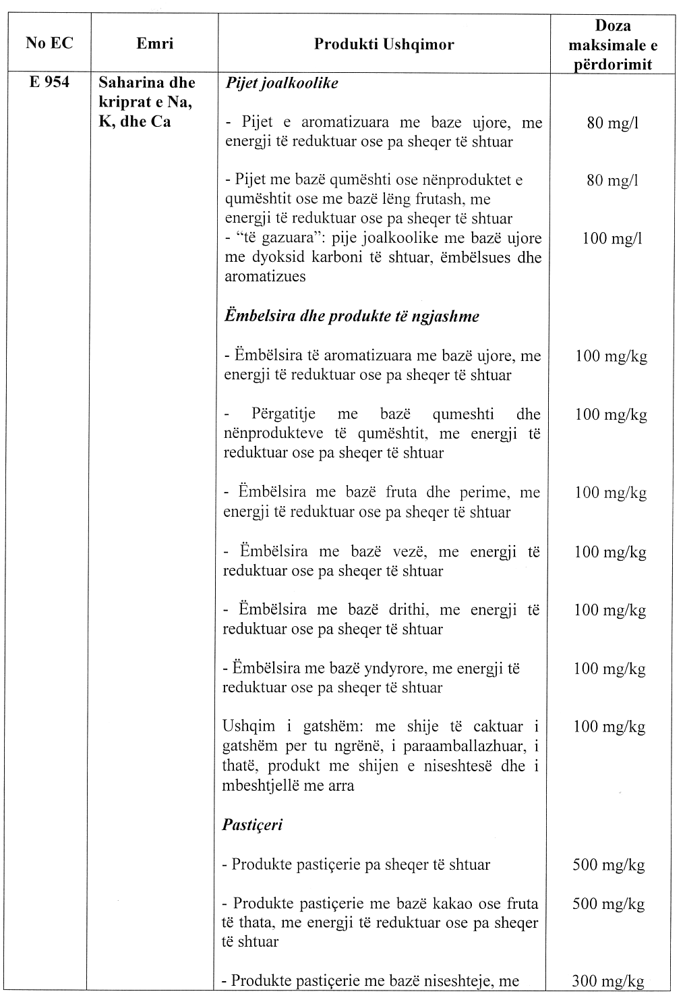 No EC
Emri
Produkti Ushqimor
Doza
maksimale e
përdorimit
E 954
Saharina dhe
kriprat e Na,
K, dhe Ca
Pijet joalkoolike
- Pijet e aromatizuara me baze ujore, me
energji të reduktuar ose pa sheqer të shtuar
80 mg/l
- Pijet me bazë qumështi ose nënproduktet e
qumështit ose me bazë lëng frutash, me
energji të reduktuar ose pa sheqer të shtuar
80 mg/l
- “të gazuara”: pije joalkoolike me bazë ujore
me dyoksid karboni të shtuar, ëmbëlsues dhe
aromatizues
100 mg/l
Ëmbelsira dhe produkte të ngjashme
- Ëmbëlsira të aromatizuara me bazë ujore, me
energji të reduktuar ose pa sheqer të shtuar
100 mg/kg
- Përgatitje me bazë qumeshti dhe
nënprodukteve të qumështit, me energji të
reduktuar ose pa sheqer të shtuar
100 mg/kg
- Ëmbëlsira me bazë fruta dhe perime, me
energji të reduktuar ose pa sheqer të shtuar
100 mg/kg
- Ëmbëlsira me bazë vezë, me energji të
reduktuar ose pa sheqer të shtuar
100 mg/kg
- Ëmbëlsira me bazë drithi, me energji të
reduktuar ose pa sheqer të shtuar
100 mg/kg
- Ëmbëlsira me bazë yndyrore, me energji të
reduktuar ose pa sheqer të shtuar
100 mg/kg
Ushqim i gatshëm: me shije të caktuar i
gatshëm per tu ngrënë, i paraamballazhuar, i
thatë, produkt me shijen e niseshtesë dhe i
mbeshtjellë me arra
100 mg/kg
Pastiçeri
- Produkte pastiçerie pa sheqer të shtuar
500 mg/kg
- Produkte pastiçerie me bazë kakao ose fruta
të thata, me energji të reduktuar ose pa sheqer
të shtuar
500 mg/kg
- Produkte pastiçerie me bazë niseshteje, me
300 mg/kg